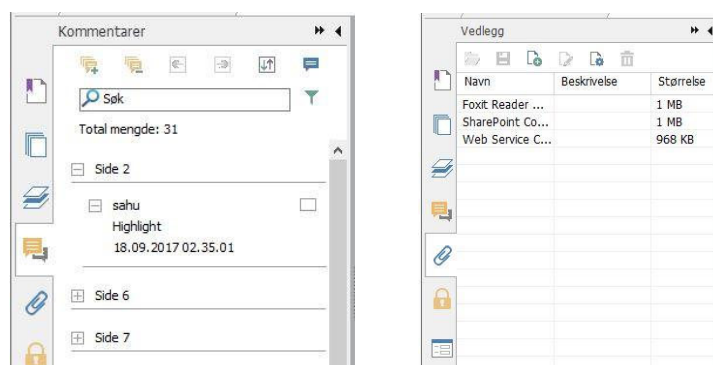 Kommentarer
Søk
Total mengde: 31
Side 2
sahu
Highlight
18.09.2017 02.35.01
Side 6
Side 7
Vedlegg
Navn Beskrivelse Størrelse
Foxit Reader ... 1 MB
SharePoint Co... 1 MB
Web Service C... 968 KB